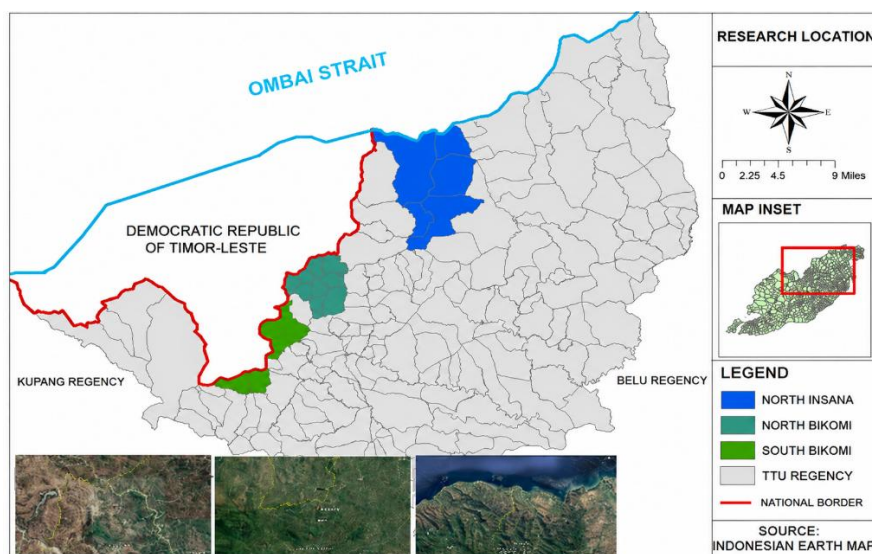 OMBAI STRAIT
DEMOCRATIC REPUBLIC
OF TIMOR-LESTE
KUPANG REGENCY
BELU REGENCY
RESEARCH LOCATION
N
W E
S
0 2.25 4.5 9 Miles
MAP INSET
LEGEND
NORTH INSANA
NORTH BIKOMI
SOUTH BIKOMI
TTU REGENCY
NATIONAL BORDER
SOURCE:
INDONESIAN EARTH MAP